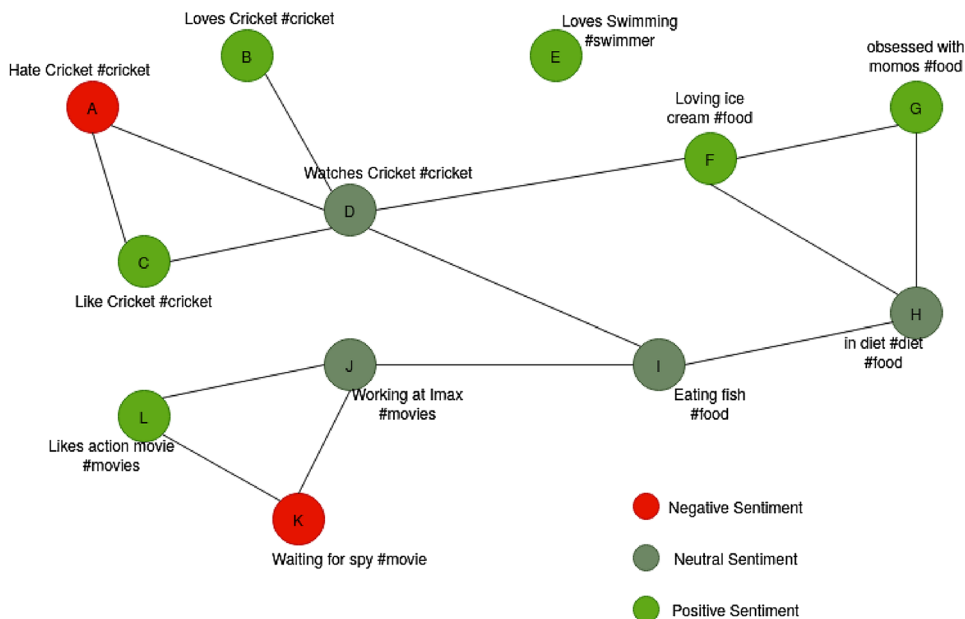 Loves Cricket #cricket
B
Loves Swimming
#swimmer
E
Hate Cricket #cricket
A
obsessed with
momos #food
G
Loving ice
cream #food
F
Watches Cricket #cricket
D
C
Like Cricket #cricket
H
in diet #diet
#food
J
Working at Imax
#movies
I
Eating fish
#food
L
Likes action movie
#movies
K
Waiting for spy #movie
Negative Sentiment
Neutral Sentiment
Positive Sentiment